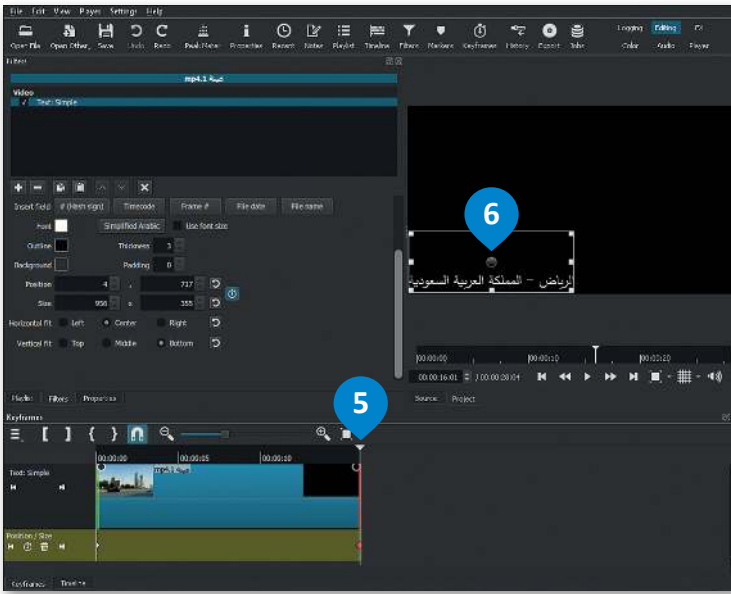 File Edit View Player Settings Help
Open File Open Other... Save Undo Redo Peak Meter Properties Recent Notes Playlist Timeline Filters Markers Keyframes History Export Jobs
Logging Editing FX
Color Audio Player
Filters
mp4.1 عينة
Video
✓ Text: Simple
Insert field # (Hash sign) Timecode Frame # File date File name
Font Simplified Arabic Use font size
Outline Thickness 3
Background Padding 0
Position 4 , 717
Size 956 x 355
Horizontal fit Left Center Right
Vertical fit Top Middle Bottom
6
الرياض – المملكة العربية السعودية
00:00:00 00:00:10 00:00:20
00:00:16:01 / 00:00:28:04
Playlist Filters Properties
Source Project
5
Keyframes
00:00:00 00:00:05 00:00:10
Text: Simple
mp4.1 عينة
Position / Size
Keyframes Timeline